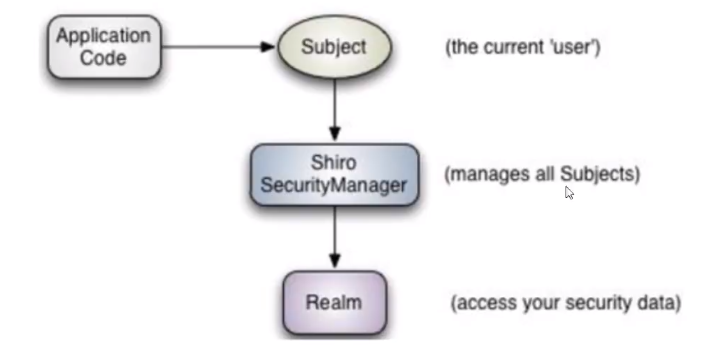 Application
Code
Subject
(the current 'user')
Shiro
SecurityManager
(manages all Subjects)
Realm
(access your security data)